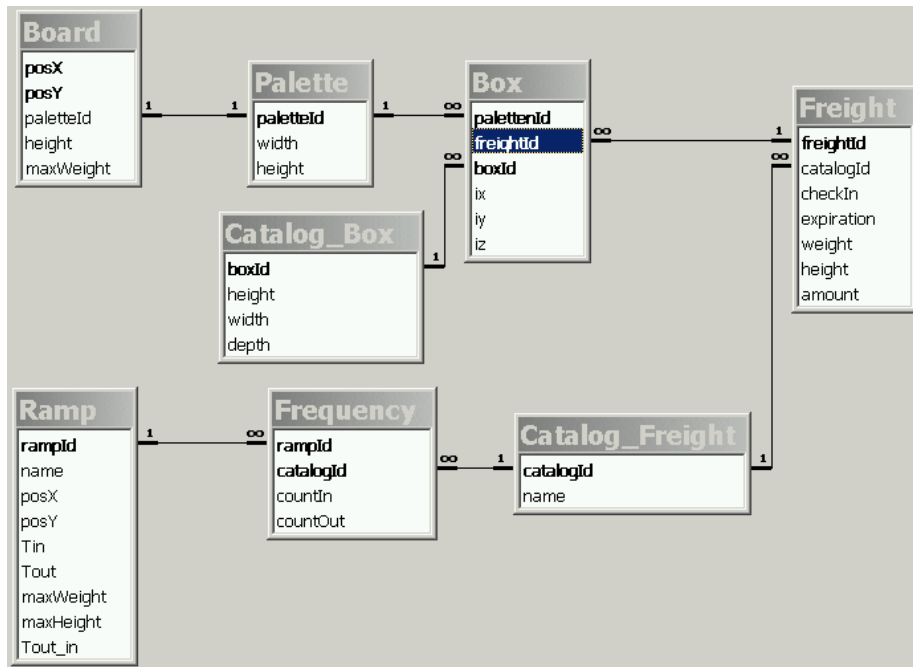 Board
posX
posY
paletteId
height
maxWeight
1
1
Palette
paletteId
width
height
1
∞
Box
palettenId
freightId
boxId
ix
iy
iz
∞
∞
1
∞
Freight
freightId
catalogId
checkIn
expiration
weight
height
amount
Catalog_Box
boxId
height
width
depth
1
Ramp
rampId
name
posX
posY
Tin
Tout
maxWeight
maxHeight
Tout_in
1
∞
Frequency
rampId
catalogId
countIn
countOut
∞
1
Catalog_Freight
catalogId
name
1